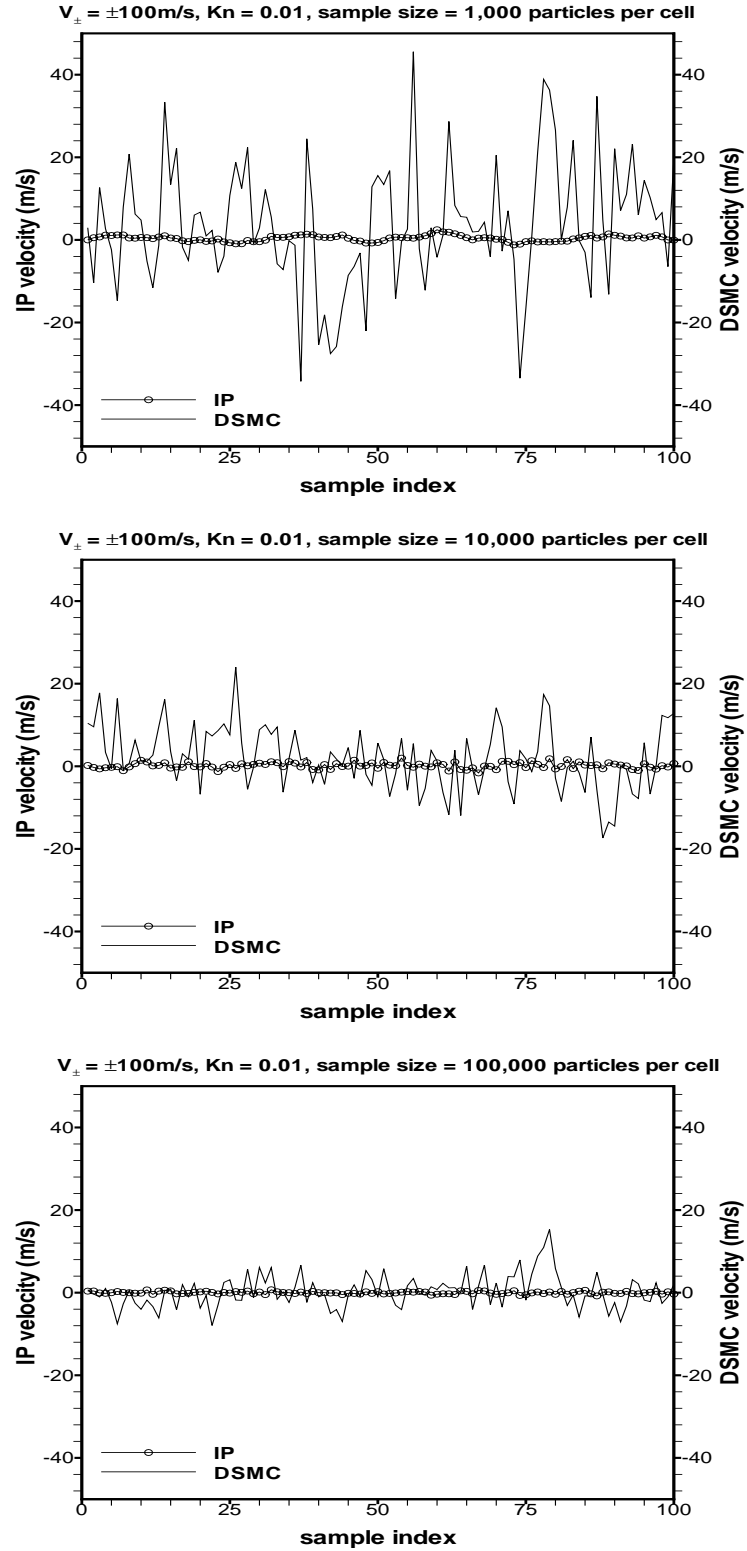 V± = ±100m/s, Kn = 0.01, sample size = 1,000 particles per cell
40
20
0
-20
-40
IP velocity (m/s)
40
20
0
-20
-40
DSMC velocity (m/s)
IP
DSMC
0 25 50 75 100
sample index
V± = ±100m/s, Kn = 0.01, sample size = 10,000 particles per cell
40
20
0
-20
-40
IP velocity (m/s)
40
20
0
-20
-40
DSMC velocity (m/s)
IP
DSMC
0 25 50 75 100
sample index
V± = ±100m/s, Kn = 0.01, sample size = 100,000 particles per cell
40
20
0
-20
-40
IP velocity (m/s)
40
20
0
-20
-40
DSMC velocity (m/s)
IP
DSMC
0 25 50 75 100
sample index